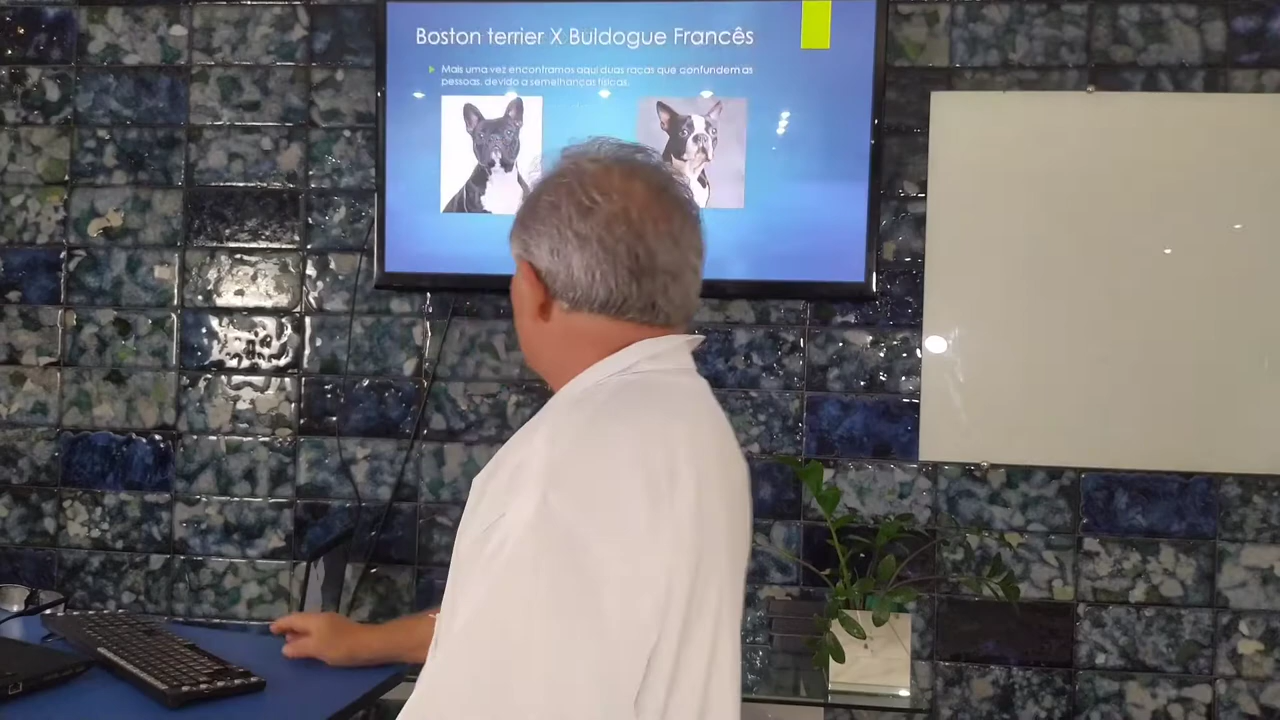 Boston terrier X Buldogue Francês
Mais uma vez encontramos aqui duas raças que confundem as
pessoas, devido a semelhanças físicas.